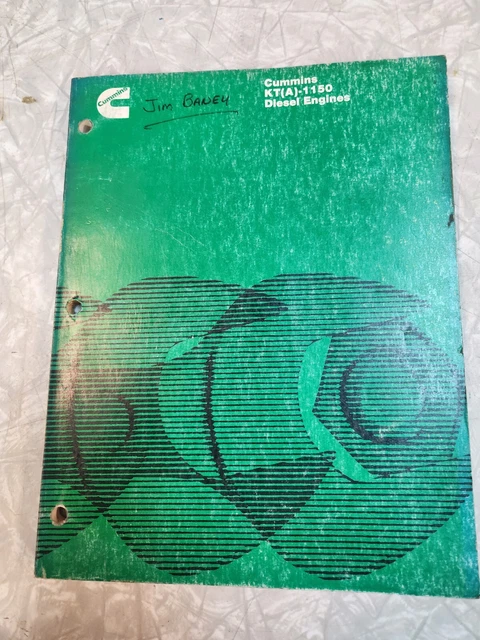 Cummins
Jim Baney
Cummins
KT(A)-1150
Diesel Engines